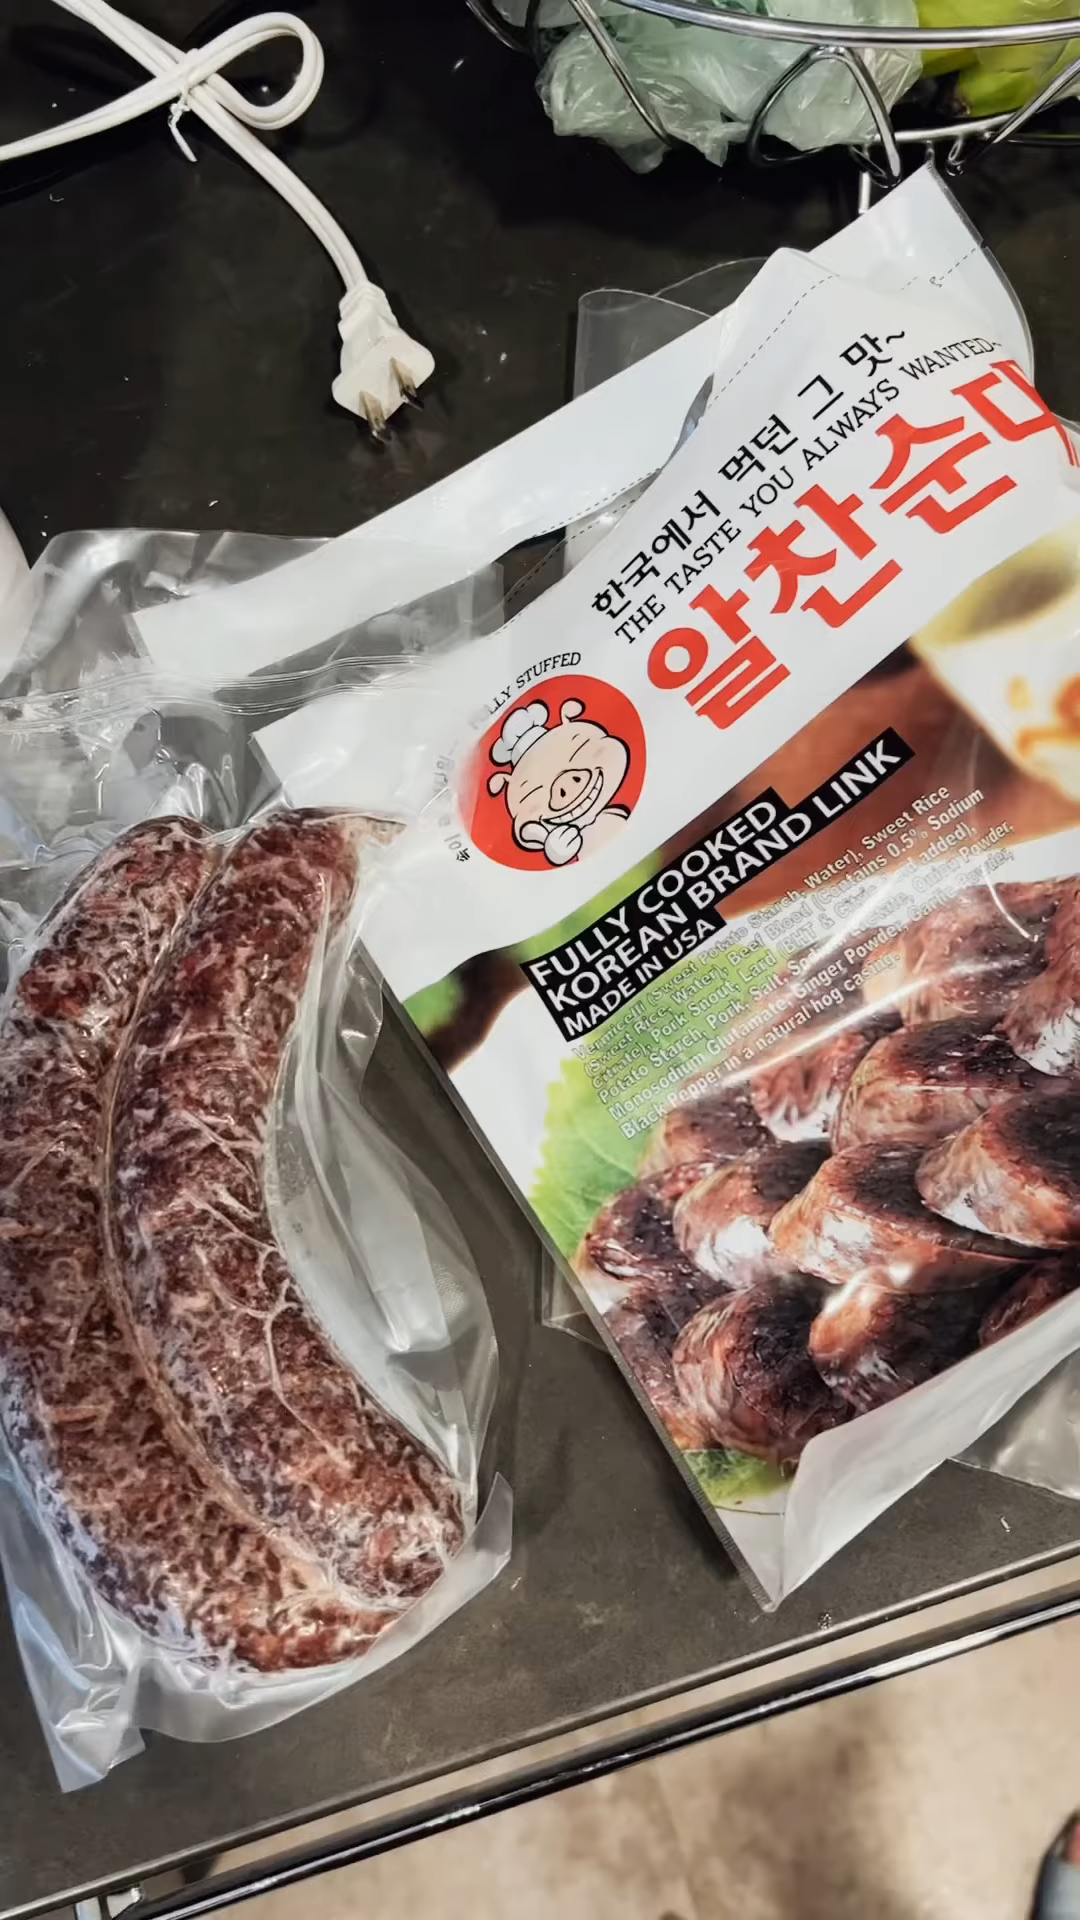 한국에서 먹던 그 맛~
THE TASTE YOU ALWAYS WANTED~
알찬순대
STUFFED
FULLY COOKED
KOREAN BRAND LINK
MADE IN USA
Vermicelli (Sweet Potato Starch, Water), Sweet Rice
(Sweet Rice, Water), Beef Blood (Contains 0.5% Sodium
Citrate), Pork Snout, Lard (BHT & Citric Acid added),
Potato Starch, Pork, Salt, Sodium Lactate, Onion Powder,
Monosodium Glutamate, Ginger Powder, Garlic Powder,
Black Pepper in a natural hog casing.